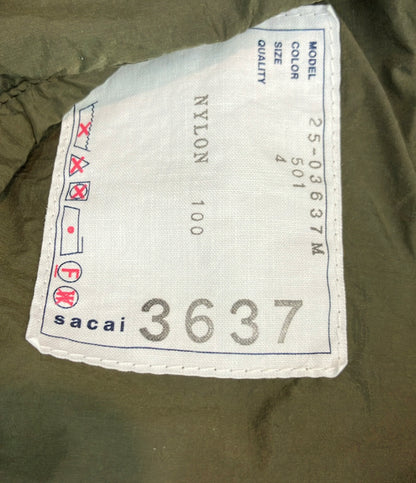 MODEL 25-03637M
COLOR 501
SIZE 4
QUALITY
NYLON 100
F
sacai 3637